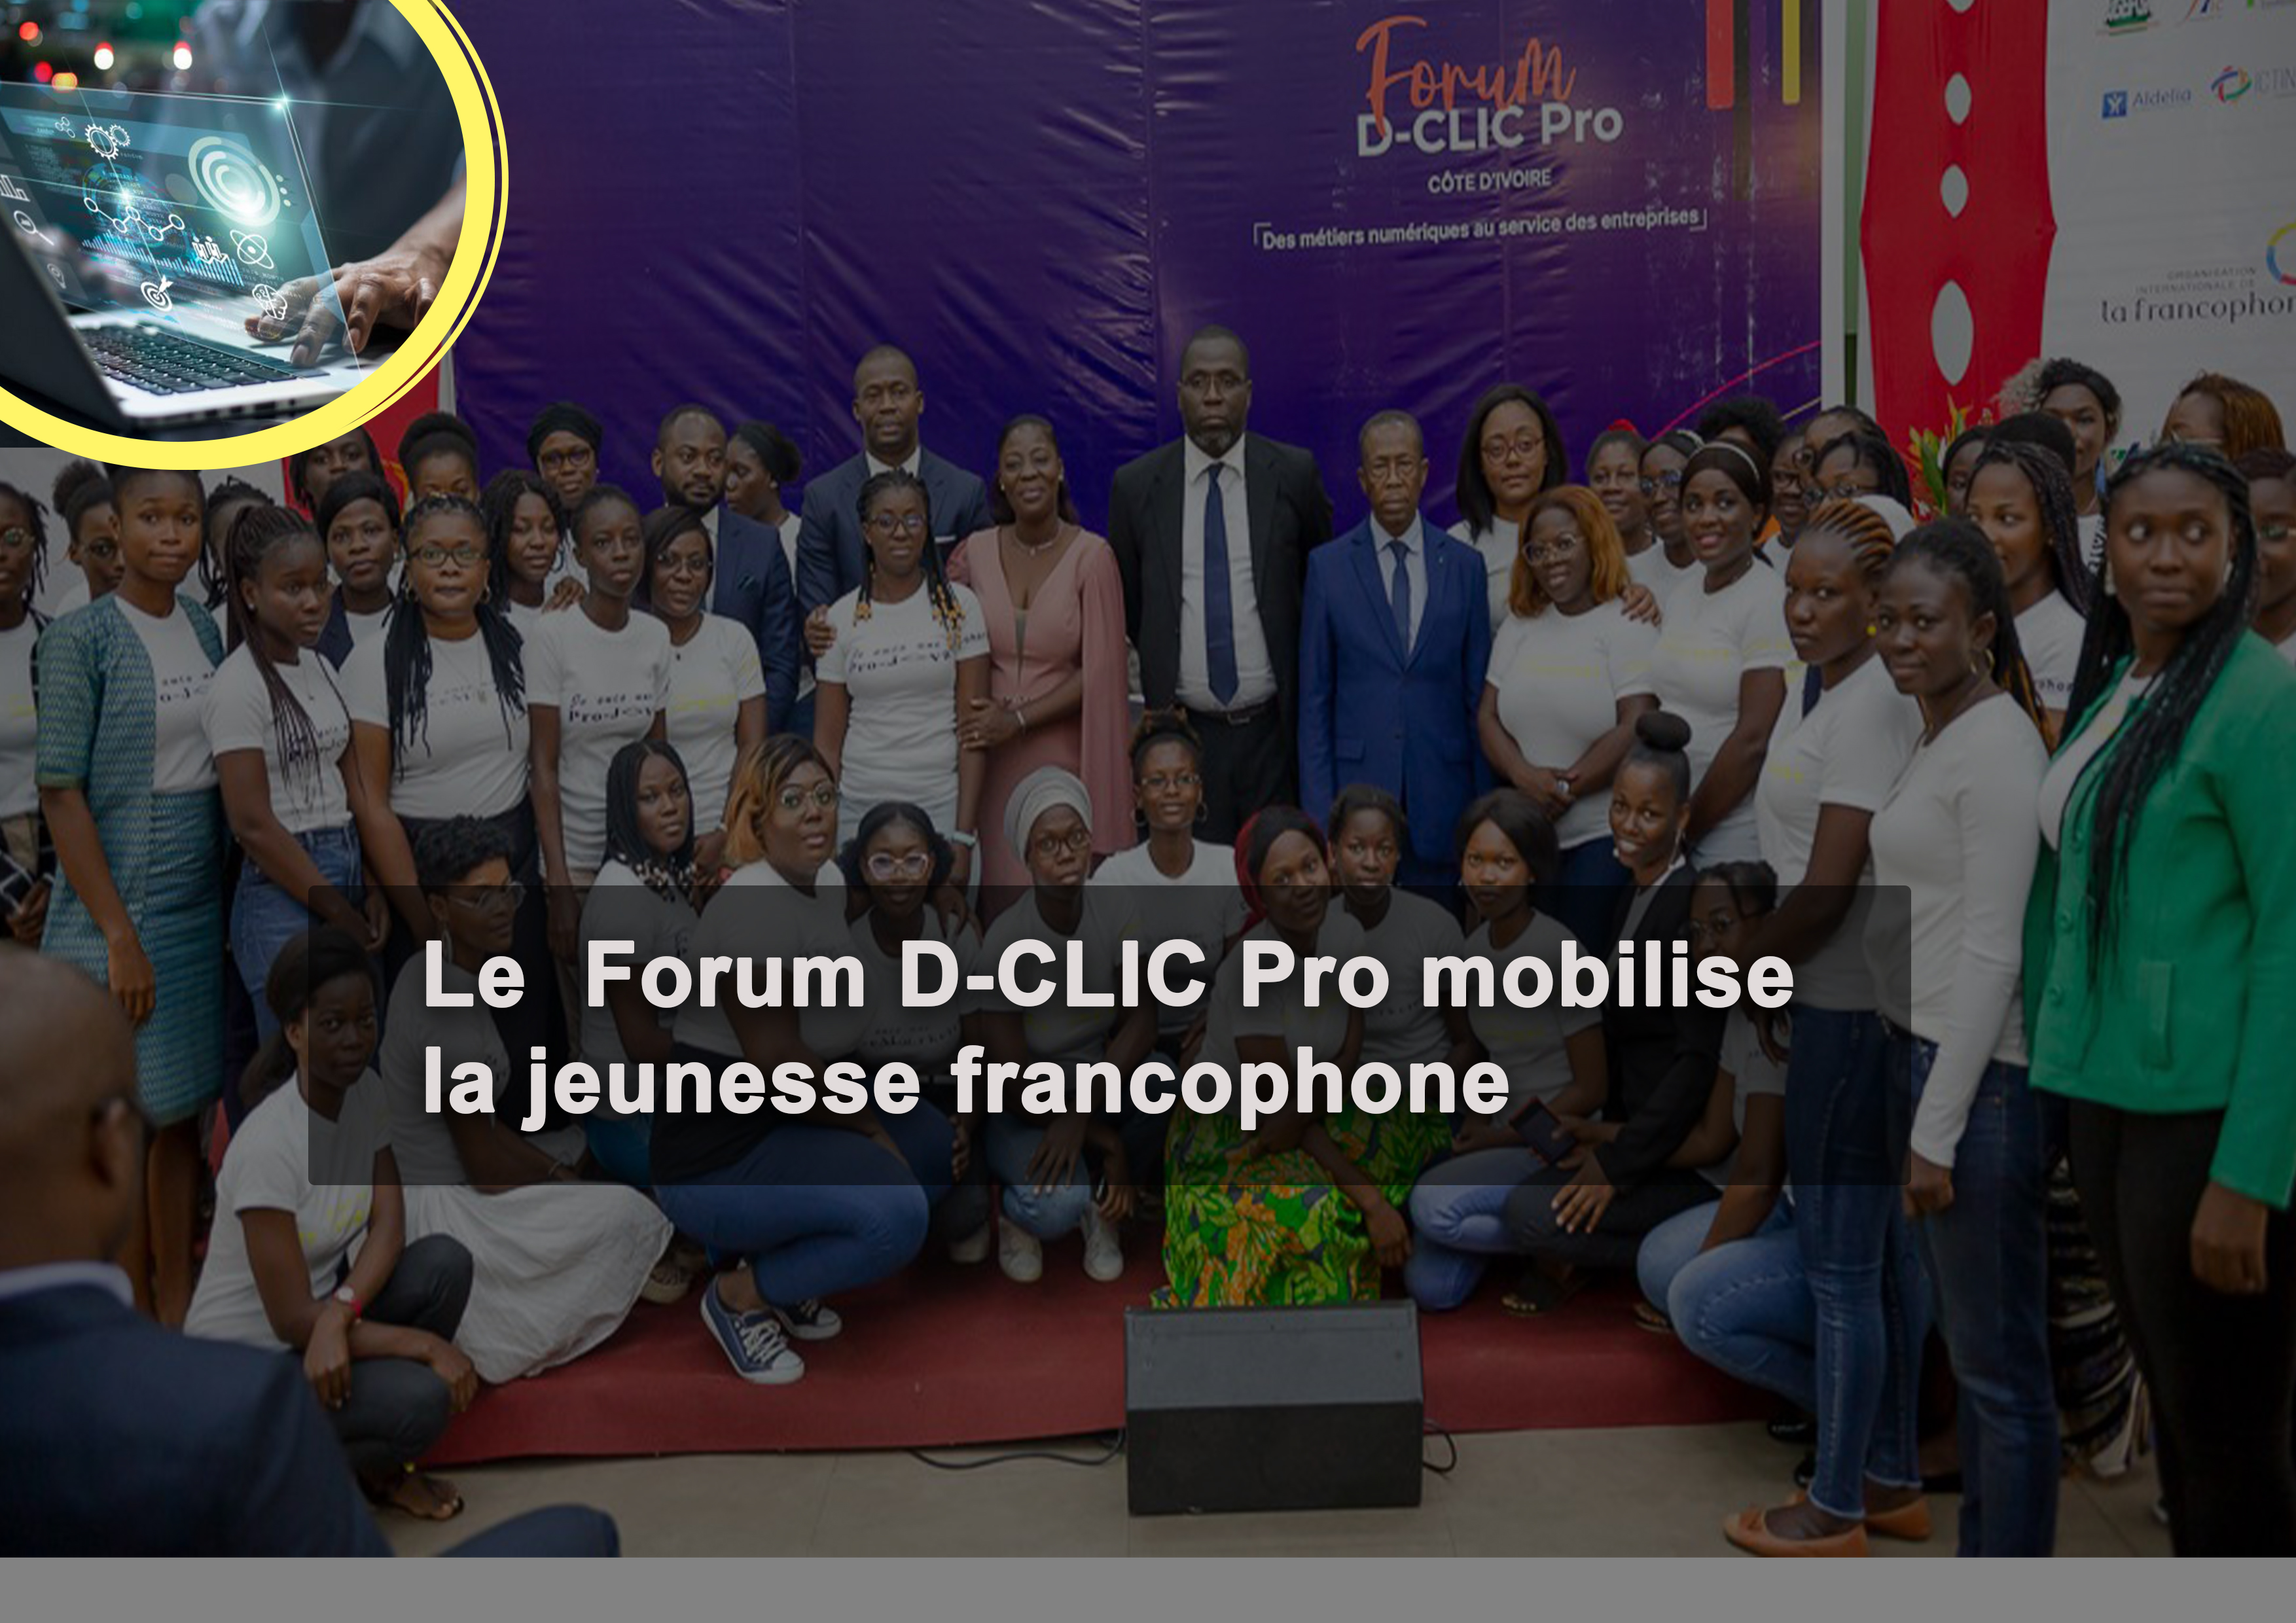 Forum
D-CLIC Pro
CÔTE D'IVOIRE
Des métiers numériques au service des entreprises
Aldelia
ORGANISATION
INTERNATIONALE DE
la francophon
Le Forum D-CLIC Pro mobilise
la jeunesse francophone